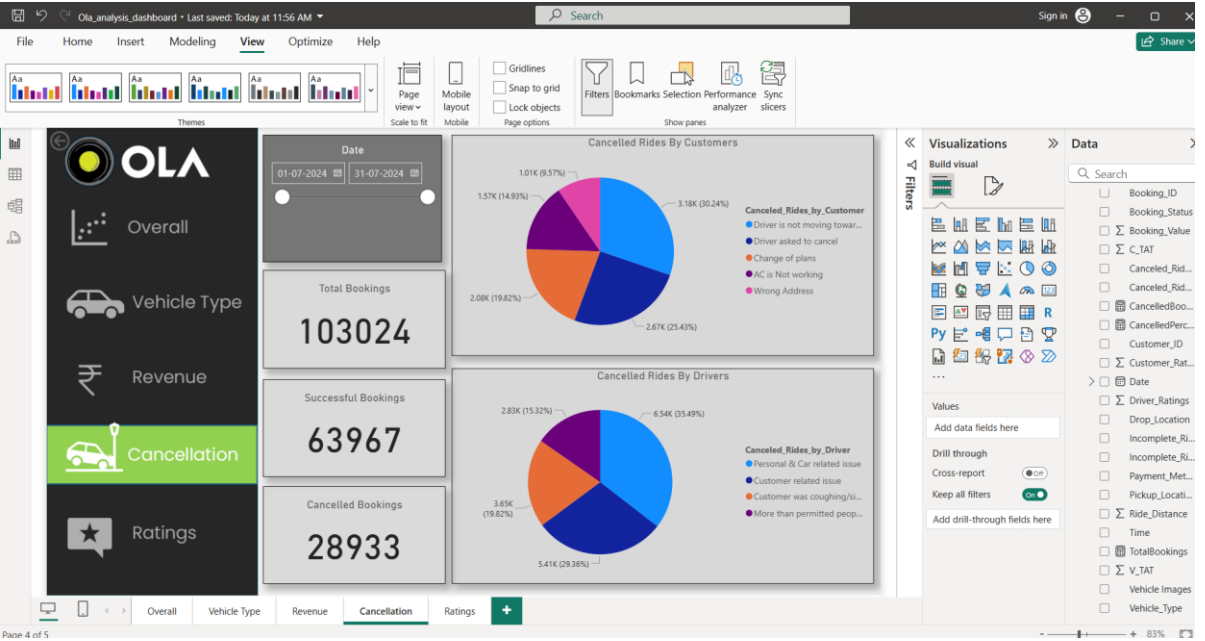 Ola_analysis_dashboard • Last saved: Today at 11:56 AM
Search
Sign in
File Home Insert Modeling View Optimize Help
Share
Aa Aa Aa Aa Aa Aa
Themes
Page view
Scale to fit
Mobile layout
Mobile
Gridlines
Snap to grid
Lock objects
Page options
Filters Bookmarks Selection Performance analyzer Sync slicers
Show panes
OLA
Overall
Vehicle Type
Revenue
Cancellation
Ratings
Date
01-07-2024 31-07-2024
Total Bookings
103024
Successful Bookings
63967
Cancelled Bookings
28933
Cancelled Rides By Customers
1.01K (9.57%)
1.57K (14.93%)
3.18K (30.24%)
2.08K (19.82%)
2.67K (25.43%)
Canceled_Rides_by_Customer
Driver is not moving towar...
Driver asked to cancel
Change of plans
AC is Not working
Wrong Address
Cancelled Rides By Drivers
2.83K (15.32%)
6.54K (35.49%)
3.65K
(19.82%)
5.41K (29.36%)
Canceled_Rides_by_Driver
Personal & Car related issue
Customer related issue
Customer was coughing/si...
More than permitted peop...
Filters
Visualizations
Build visual
123
R
Py
...
Values
Add data fields here
Drill through
Cross-report Off
Keep all filters On
Add drill-through fields here
Data
Search
Booking_ID
Booking_Status
Σ Booking_Value
Σ C_TAT
Canceled_Rid...
Canceled_Rid...
CancelledBoo...
CancelledPerc...
Customer_ID
Σ Customer_Rat...
Date
Σ Driver_Ratings
Drop_Location
Incomplete_Ri...
Incomplete_Ri...
Payment_Met...
Pickup_Locati...
Σ Ride_Distance
Time
TotalBookings
Σ V_TAT
Vehicle Images
Vehicle_Type
Overall Vehicle Type Revenue Cancellation Ratings +
Page 4 of 5
- + 83%